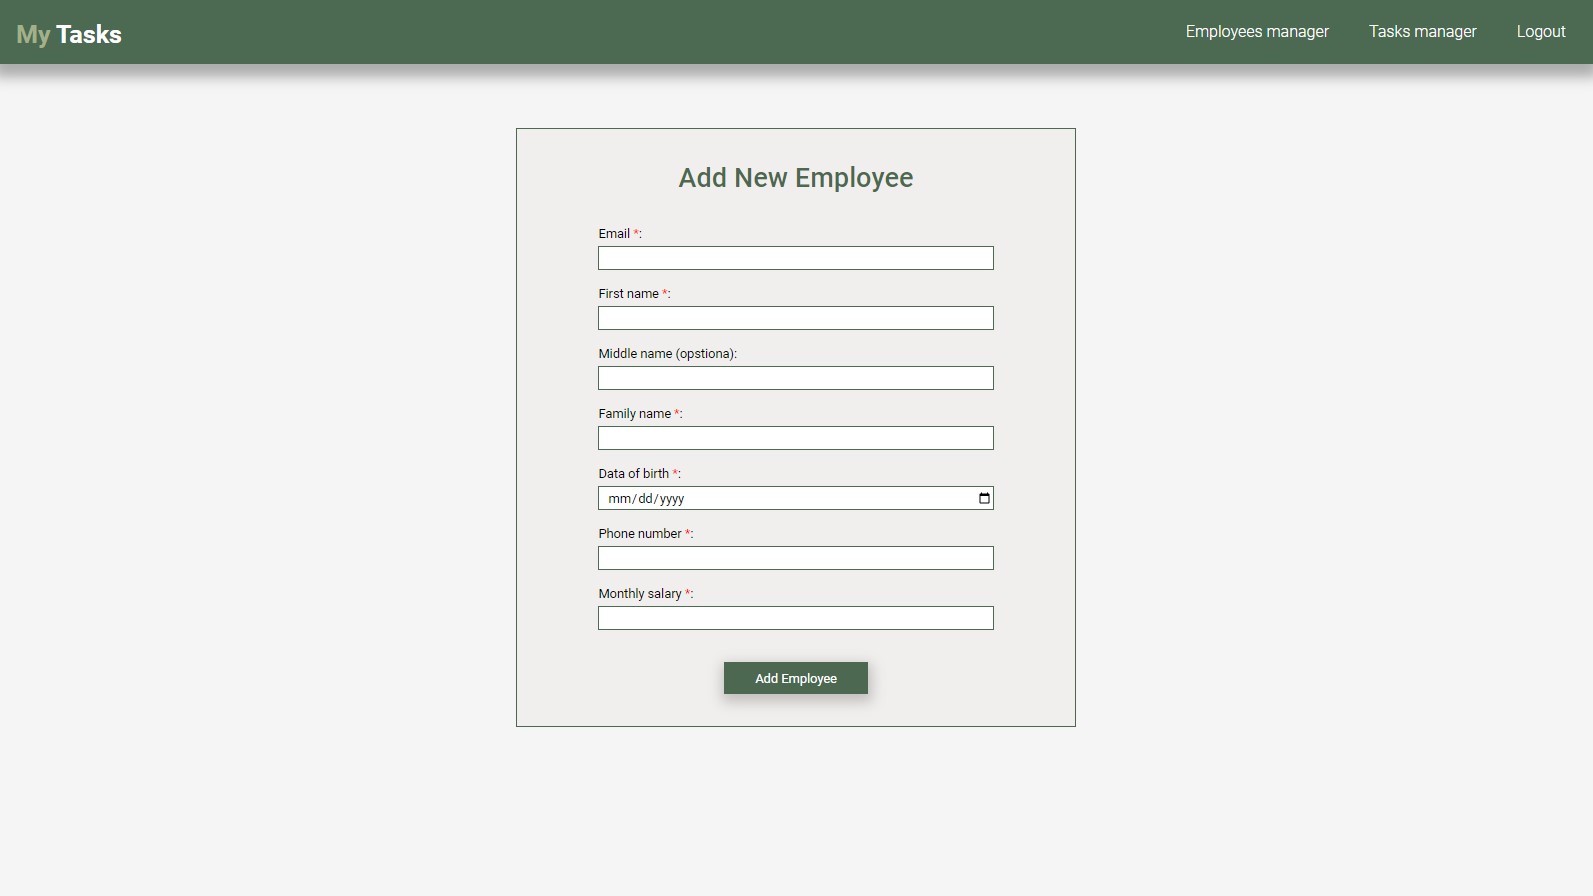 My Tasks
Employees manager
Tasks manager
Logout
Add New Employee
Email *:
First name *:
Middle name (opstiona):
Family name *:
Data of birth *:
mm/dd/yyyy
Phone number *:
Monthly salary *:
Add Employee